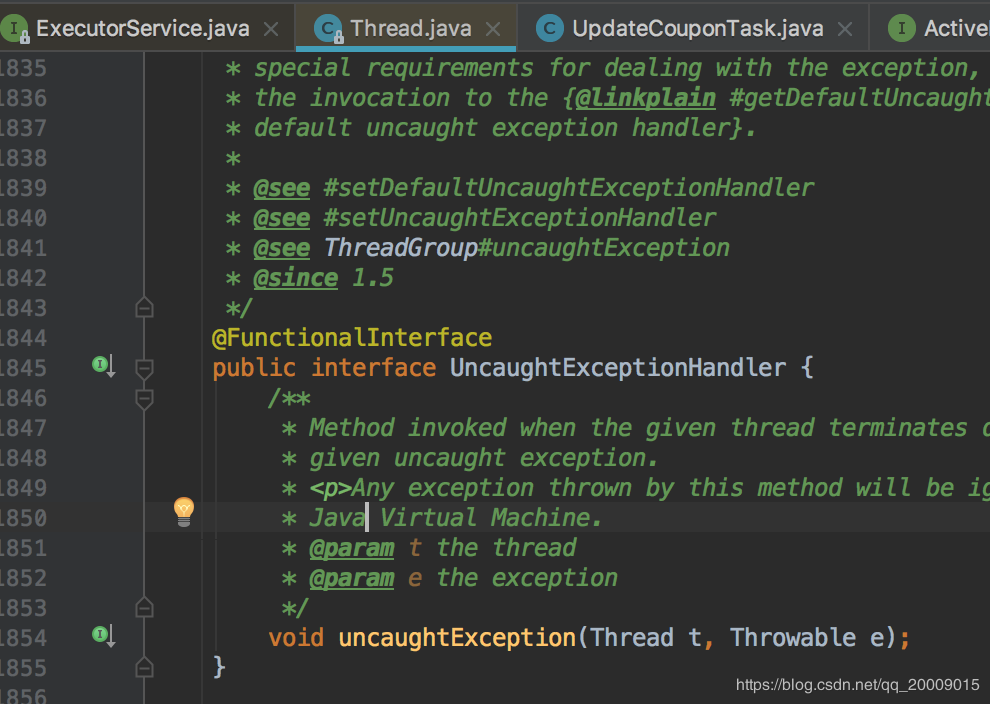 ExecutorService.java Thread.java UpdateCouponTask.java Active
1835 * special requirements for dealing with the exception,
1836 * the invocation to the {@linkplain #getDefaultUncaught
1837 * default uncaught exception handler}.
1838 *
1839 * @see #setDefaultUncaughtExceptionHandler
1840 * @see #setUncaughtExceptionHandler
1841 * @see ThreadGroup#uncaughtException
1842 * @since 1.5
1843 */
1844 @FunctionalInterface
1845 public interface UncaughtExceptionHandler {
1846 /**
1847 * Method invoked when the given thread terminates
1848 * given uncaught exception.
1849 * <p>Any exception thrown by this method will be ig
1850 * Java Virtual Machine.
1851 * @param t the thread
1852 * @param e the exception
1853 */
1854 void uncaughtException(Thread t, Throwable e);
1855 }
1856
https://blog.csdn.net/qq_20009015